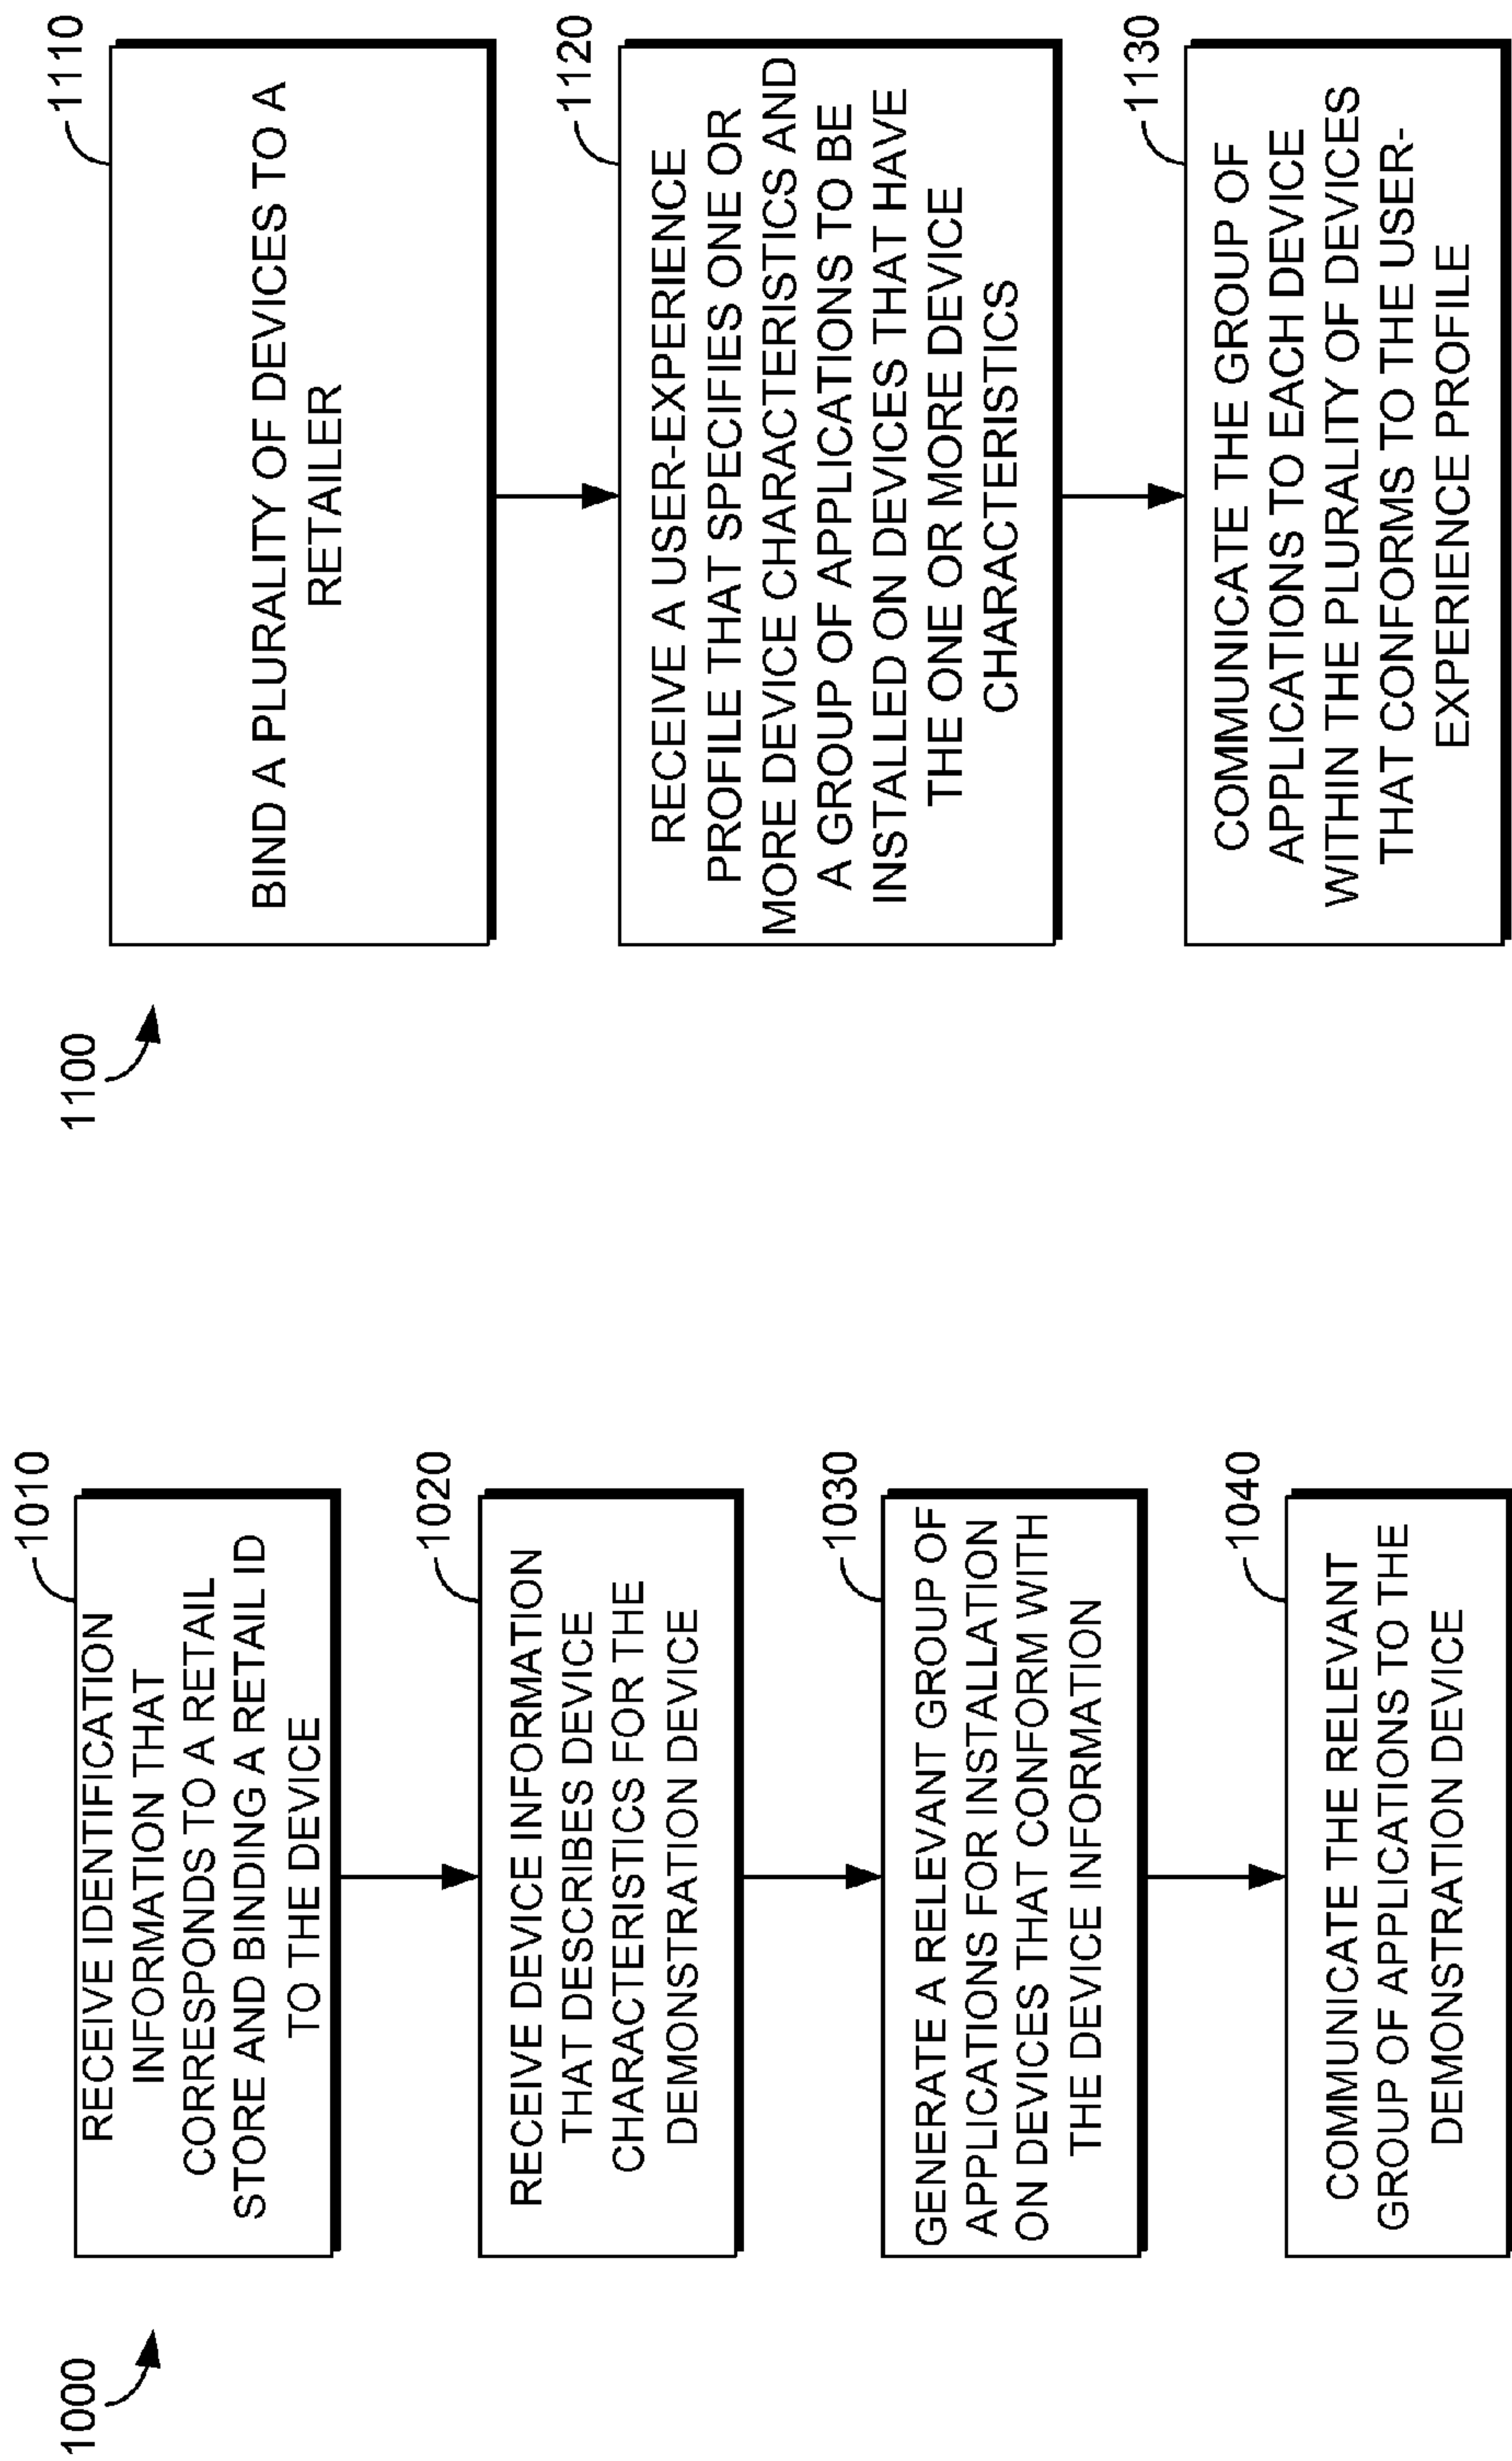 1000
1010
RECEIVE IDENTIFICATION
INFORMATION THAT
CORRESPONDS TO A RETAIL
STORE AND BINDING A RETAIL ID
TO THE DEVICE
1020
RECEIVE DEVICE INFORMATION
THAT DESCRIBES DEVICE
CHARACTERISTICS FOR THE
DEMONSTRATION DEVICE
1030
GENERATE A RELEVANT GROUP OF
APPLICATIONS FOR INSTALLATION
ON DEVICES THAT CONFORM WITH
THE DEVICE INFORMATION
1040
COMMUNICATE THE RELEVANT
GROUP OF APPLICATIONS TO THE
DEMONSTRATION DEVICE
1100
1110
BIND A PLURALITY OF DEVICES TO A
RETAILER
1120
RECEIVE A USER-EXPERIENCE
PROFILE THAT SPECIFIES ONE OR
MORE DEVICE CHARACTERISTICS AND
A GROUP OF APPLICATIONS TO BE
INSTALLED ON DEVICES THAT HAVE
THE ONE OR MORE DEVICE
CHARACTERISTICS
1130
COMMUNICATE THE GROUP OF
APPLICATIONS TO EACH DEVICE
WITHIN THE PLURALITY OF DEVICES
THAT CONFORMS TO THE USER-
EXPERIENCE PROFILE